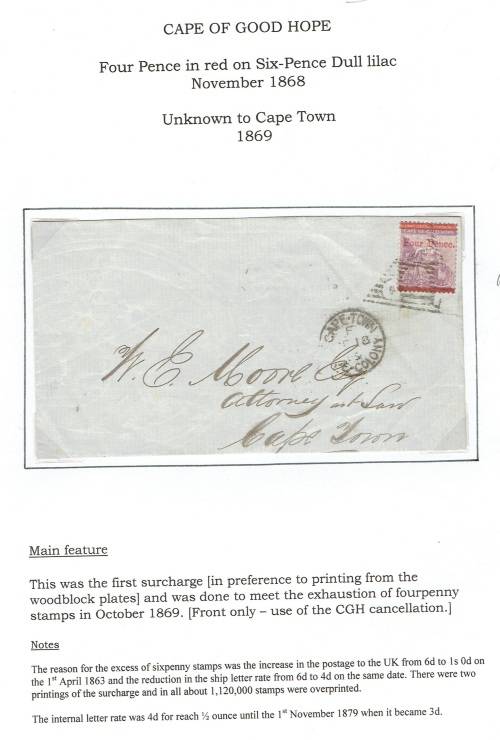 CAPE OF GOOD HOPE
Four Pence in red on Six-Pence Dull lilac
November 1868
Unknown to Cape Town
1869
Four Pence.
CAPE-TOWN
18
COLONY
W. E. Moore Esq
Attorney at Law
Cape Town
Main feature
This was the first surcharge [in preference to printing from the
woodblock plates] and was done to meet the exhaustion of fourpenny
stamps in October 1869. [Front only – use of the CGH cancellation.]
Notes
The reason for the excess of sixpenny stamps was the increase in the postage to the UK from 6d to 1s 0d on
the 1st April 1863 and the reduction in the ship letter rate from 6d to 4d on the same date. There were two
printings of the surcharge and in all about 1,120,000 stamps were overprinted.
The internal letter rate was 4d for reach ½ ounce until the 1st November 1879 when it became 3d.